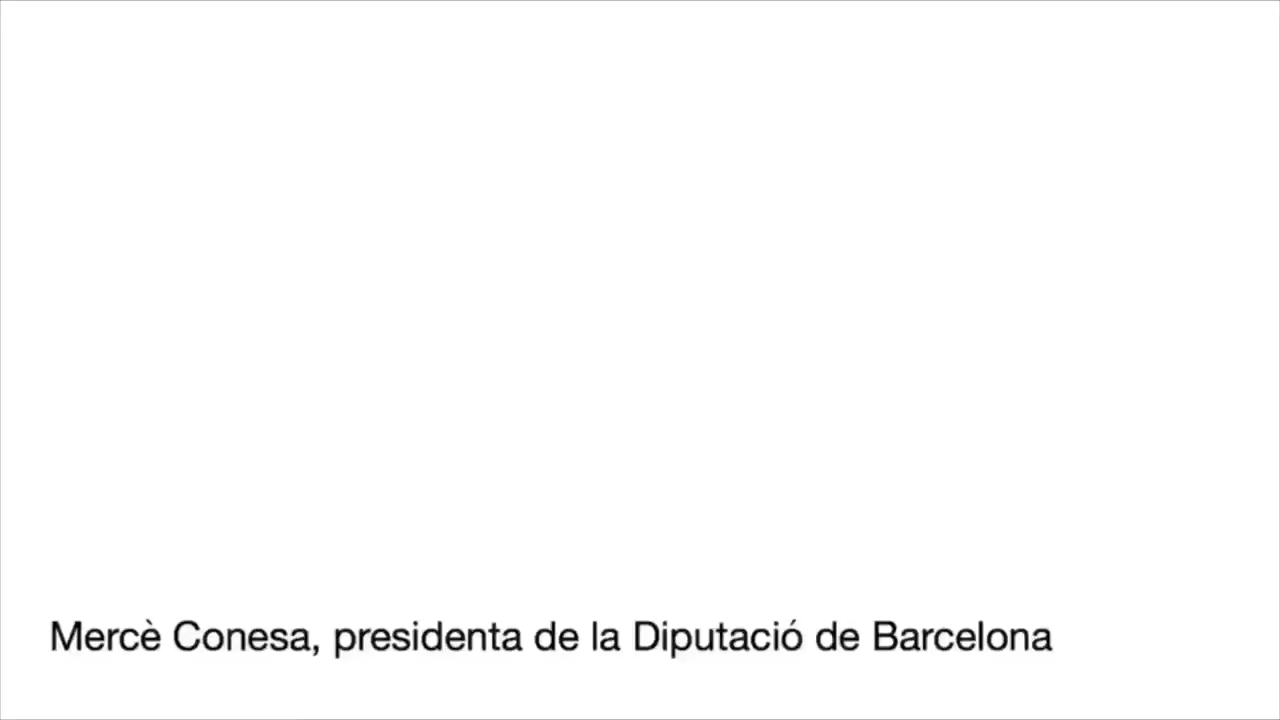 Mercè Conesa, presidenta de la Diputació de Barcelona